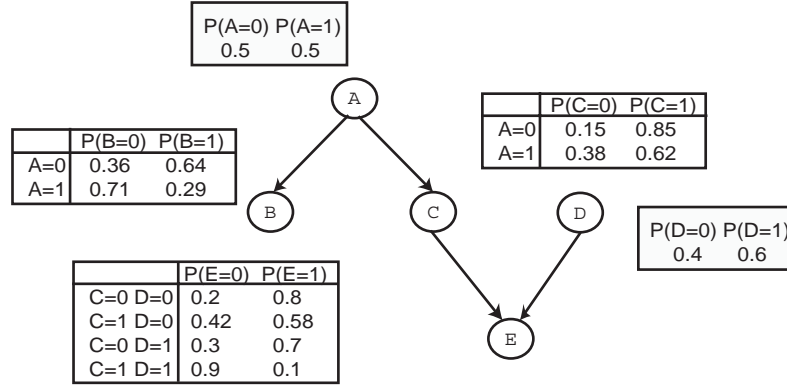 P(A=0) P(A=1)
0.5 0.5
A
P(C=0) P(C=1)
A=0 0.15 0.85
A=1 0.38 0.62
P(B=0) P(B=1)
A=0 0.36 0.64
A=1 0.71 0.29
B
C
D
P(D=0) P(D=1)
0.4 0.6
P(E=0) P(E=1)
C=0 D=0 0.2 0.8
C=1 D=0 0.42 0.58
C=0 D=1 0.3 0.7
C=1 D=1 0.9 0.1
E